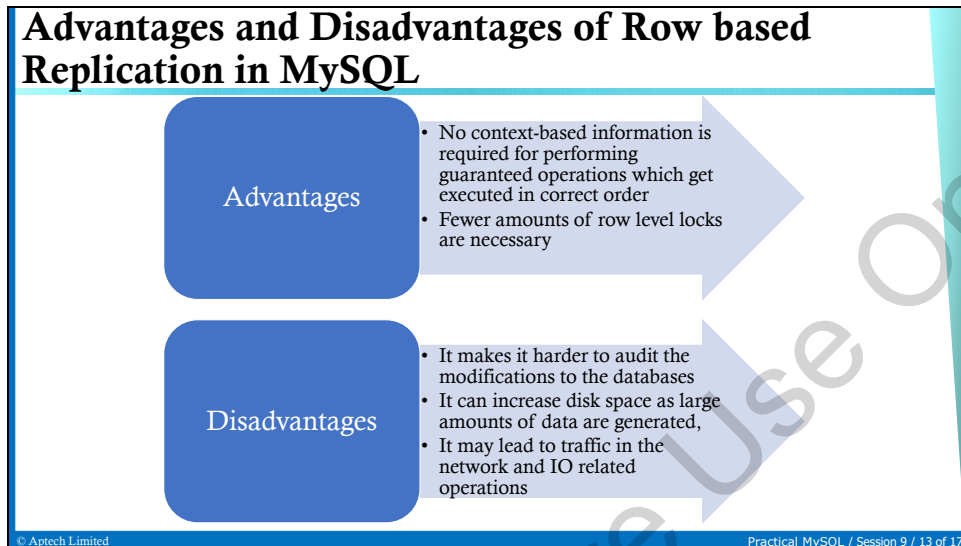 Advantages and Disadvantages of Row based
Replication in MySQL
Advantages
• No context-based information is
required for performing
guaranteed operations which get
executed in correct order
• Fewer amounts of row level locks
are necessary
Disadvantages
• It makes it harder to audit the
modifications to the databases
• It can increase disk space as large
amounts of data are generated,
• It may lead to traffic in the
network and IO related
operations
Use
© Aptech Limited
Practical MySQL / Session 9 / 13 of 17